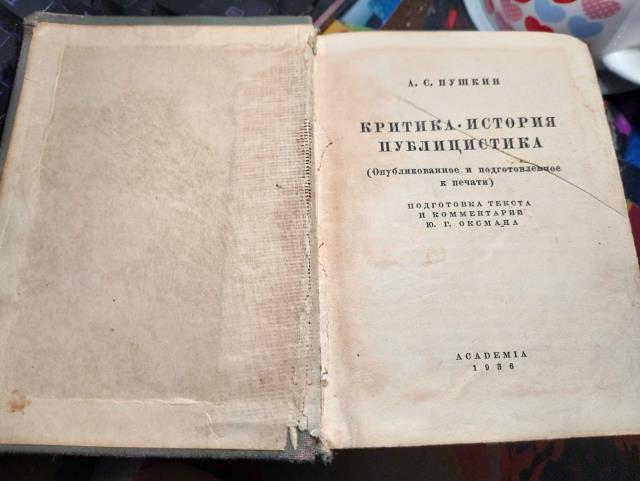 А. С. ПУШКИН
КРИТИКА·ИСТОРИЯ
ПУБЛИЦИСТИКА
(Опубликованное и подготовленное
к печати)
ПОДГОТОВКА ТЕКСТА
И КОММЕНТАРИИ
Ю. Г. ОКСМАНА
ACADEMIA
1936